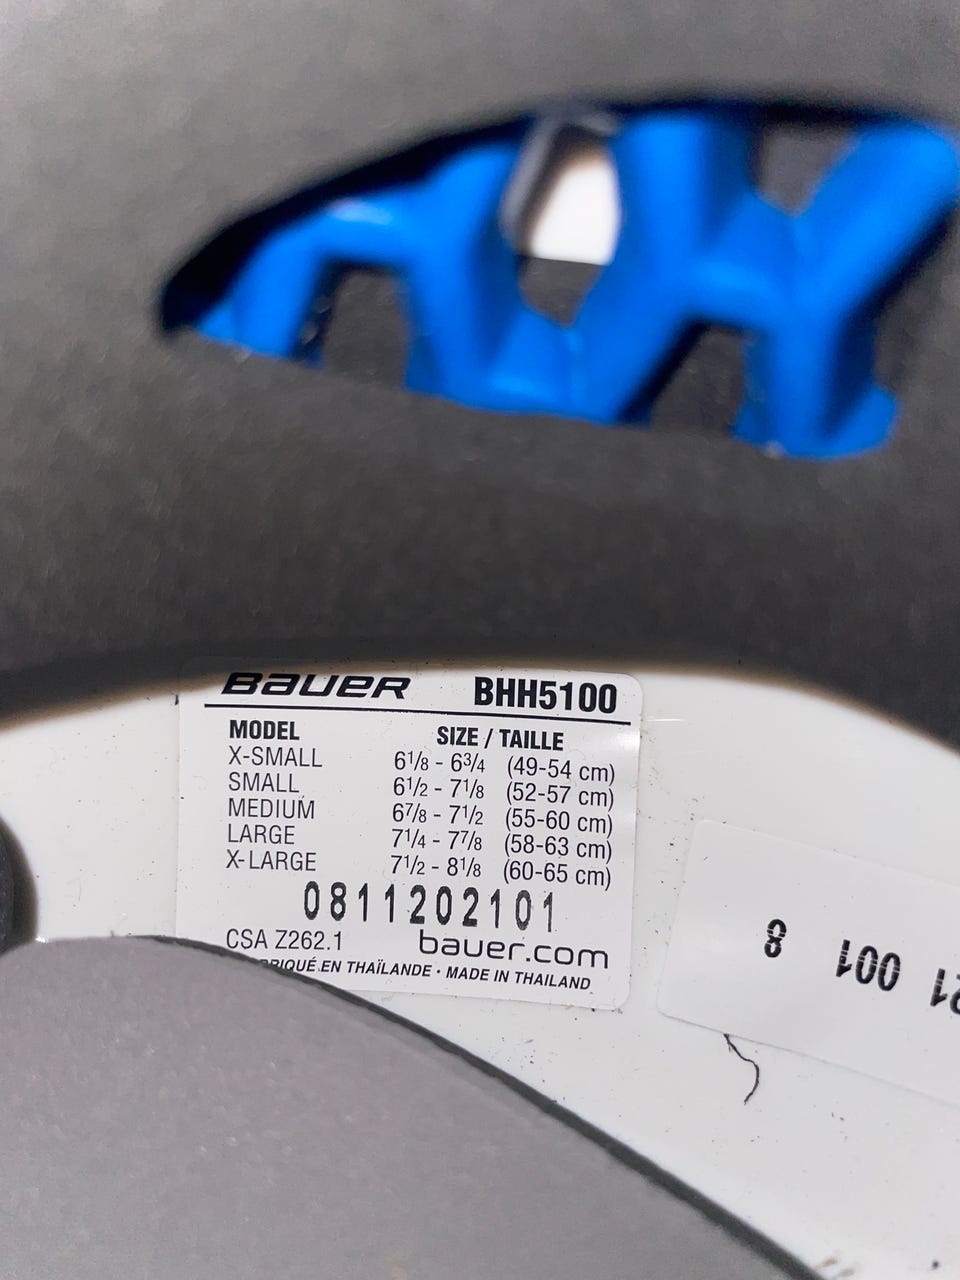 BAUER BHH5100
MODEL SIZE / TAILLE
X-SMALL 6 1/8 - 6 3/4 (49-54 cm)
SMALL 6 1/2 - 7 1/8 (52-57 cm)
MEDIUM 6 7/8 - 7 1/2 (55-60 cm)
LARGE 7 1/4 - 7 7/8 (58-63 cm)
X-LARGE 7 1/2 - 8 1/8 (60-65 cm)
0811202101
CSA Z262.1 bauer.com
EN THAÏLANDE · MADE IN THAILAND
001 8